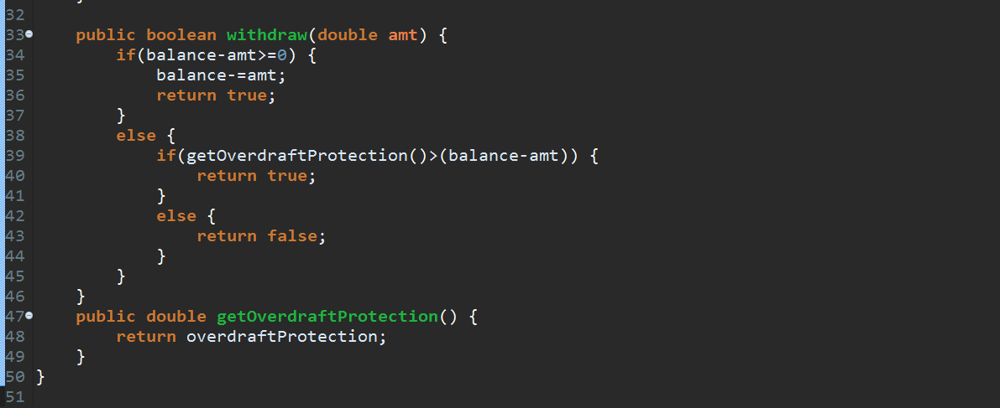 32
33 public boolean withdraw(double amt) {
34 if(balance-amt>=0) {
35 balance-=amt;
36 return true;
37 }
38 else {
39 if(getOverdraftProtection()>(balance-amt)) {
40 return true;
41 }
42 else {
43 return false;
44 }
45 }
46 }
47 public double getOverdraftProtection() {
48 return overdraftProtection;
49 }
50 }
51